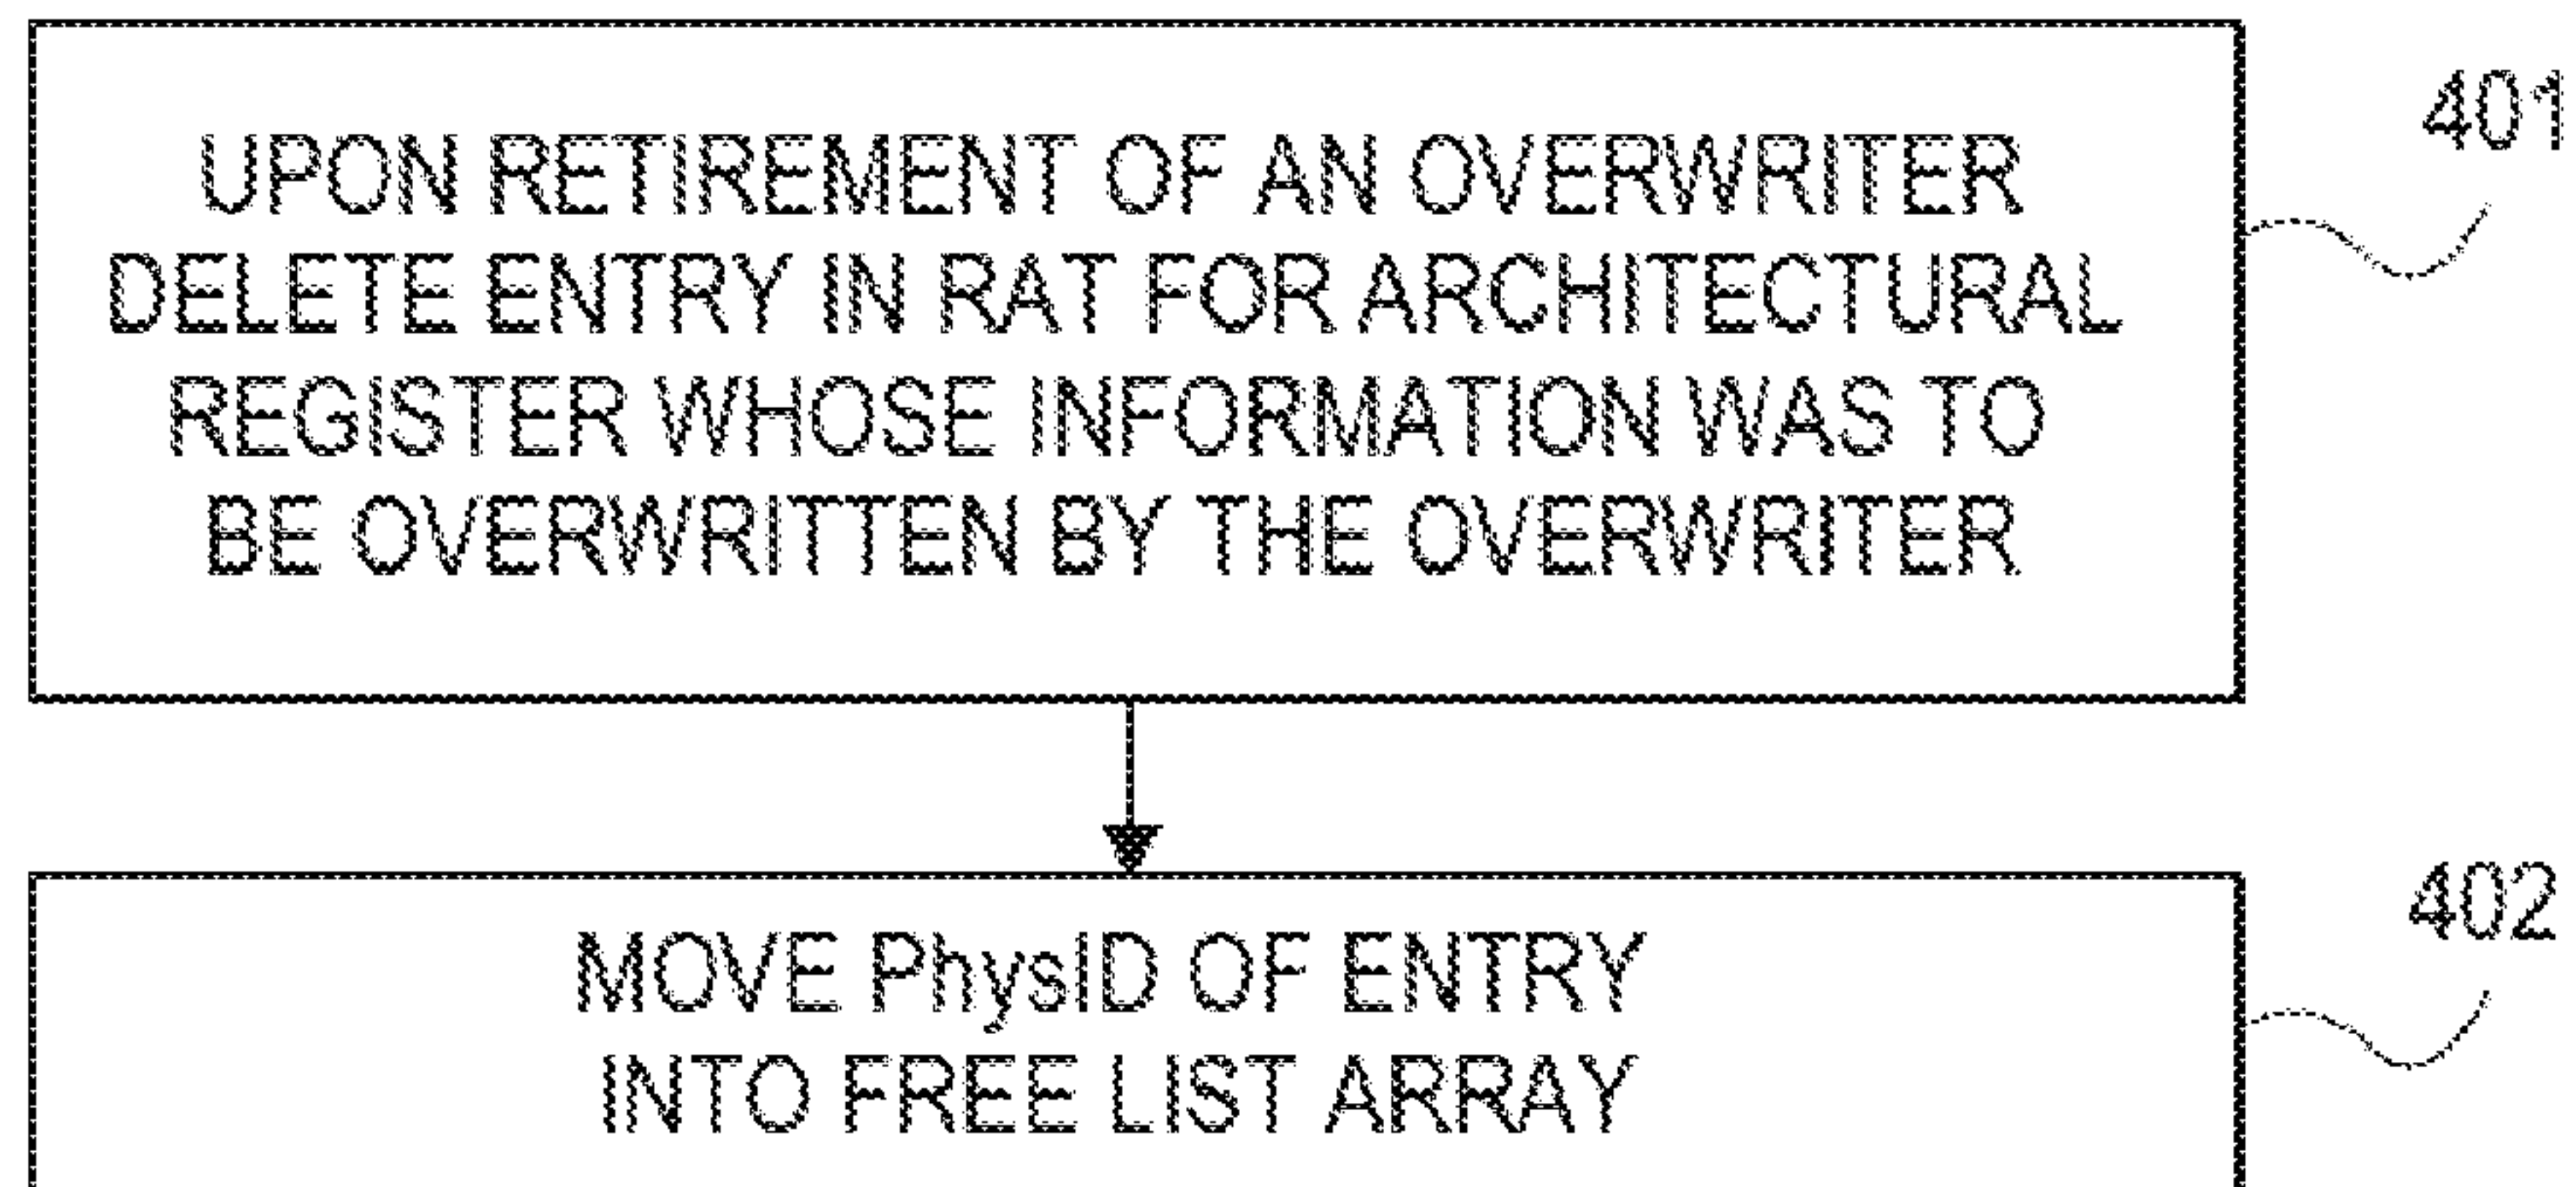 UPON RETIREMENT OF AN OVERWRITER
DELETE ENTRY IN RAT FOR ARCHITECTURAL
REGISTER WHOSE INFORMATION WAS TO
BE OVERWRITTEN BY THE OVERWRITER
401
MOVE PhysID OF ENTRY
INTO FREE LIST ARRAY
402